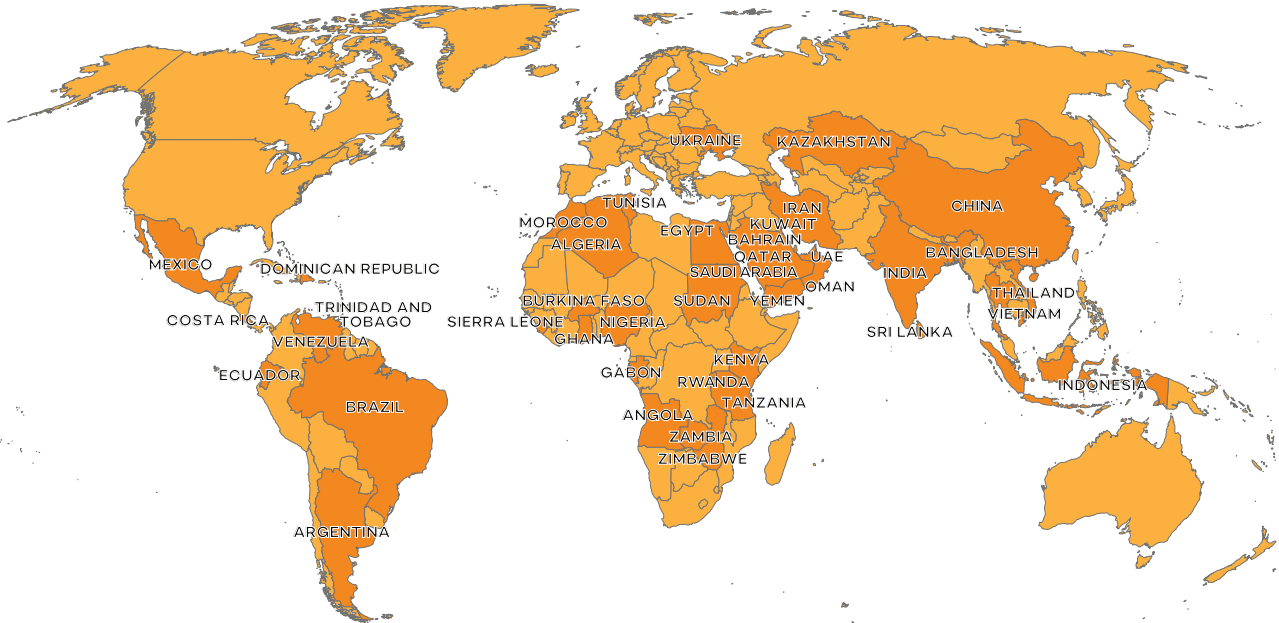 UKRAINE
KAZAKHSTAN
TUNISIA
IRAN
CHINA
MOROCCO
KUWAIT
EGYPT
BAHRAIN
ALGERIA
BANGLADESH
QATAR
UAE
MEXICO
DOMINICAN REPUBLIC
SAUDI ARABIA
INDIA
OMAN
THAILAND
BURKINA FASO
SUDAN
YEMEN
TRINIDAD AND
TOBAGO
VIETNAM
COSTA RICA
SIERRA LEONE
NIGERIA
SRI LANKA
VENEZUELA
GHANA
KENYA
ECUADOR
GABON
RWANDA
INDONESIA
BRAZIL
TANZANIA
ANGOLA
ZAMBIA
ZIMBABWE
ARGENTINA